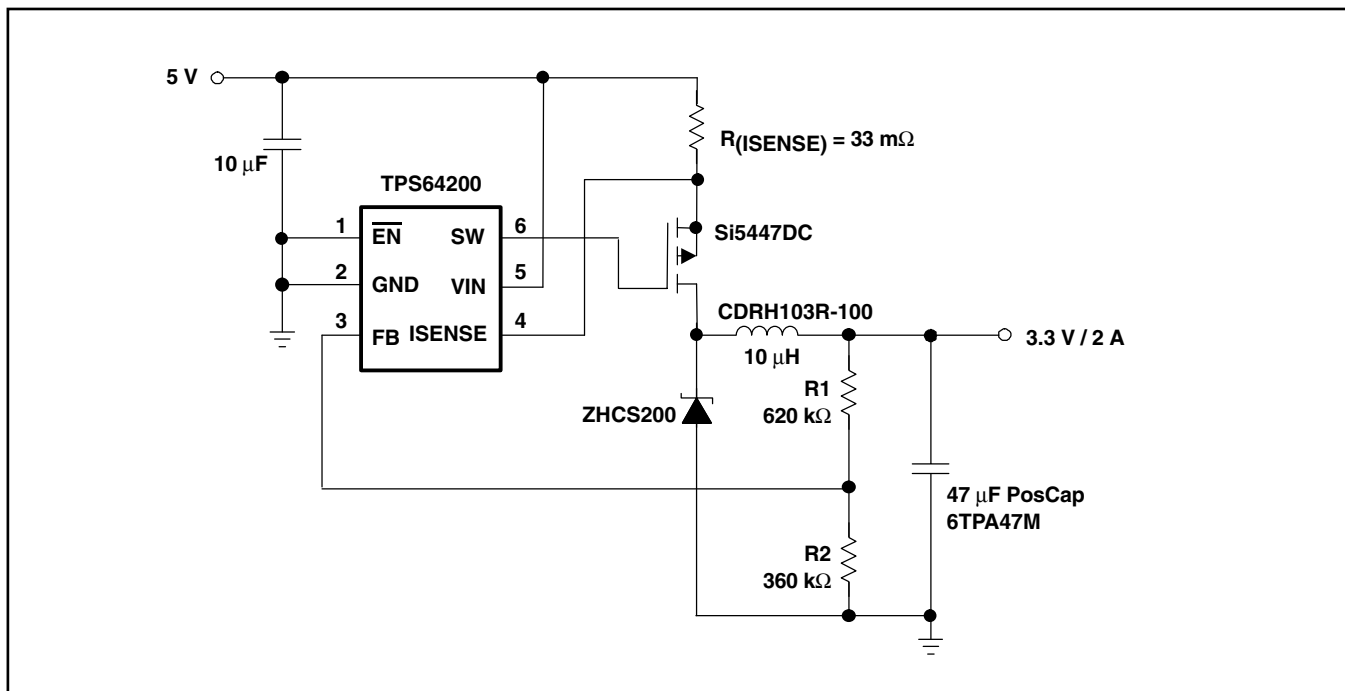 5 V
R(ISENSE) = 33 mΩ
10 μF
TPS64200
1
EN
SW
6
Si5447DC
2
GND
VIN
5
3
FB
ISENSE
4
CDRH103R-100
10 μH
3.3 V / 2 A
R1
620 kΩ
ZHCS200
47 μF PosCap
6TPA47M
R2
360 kΩ